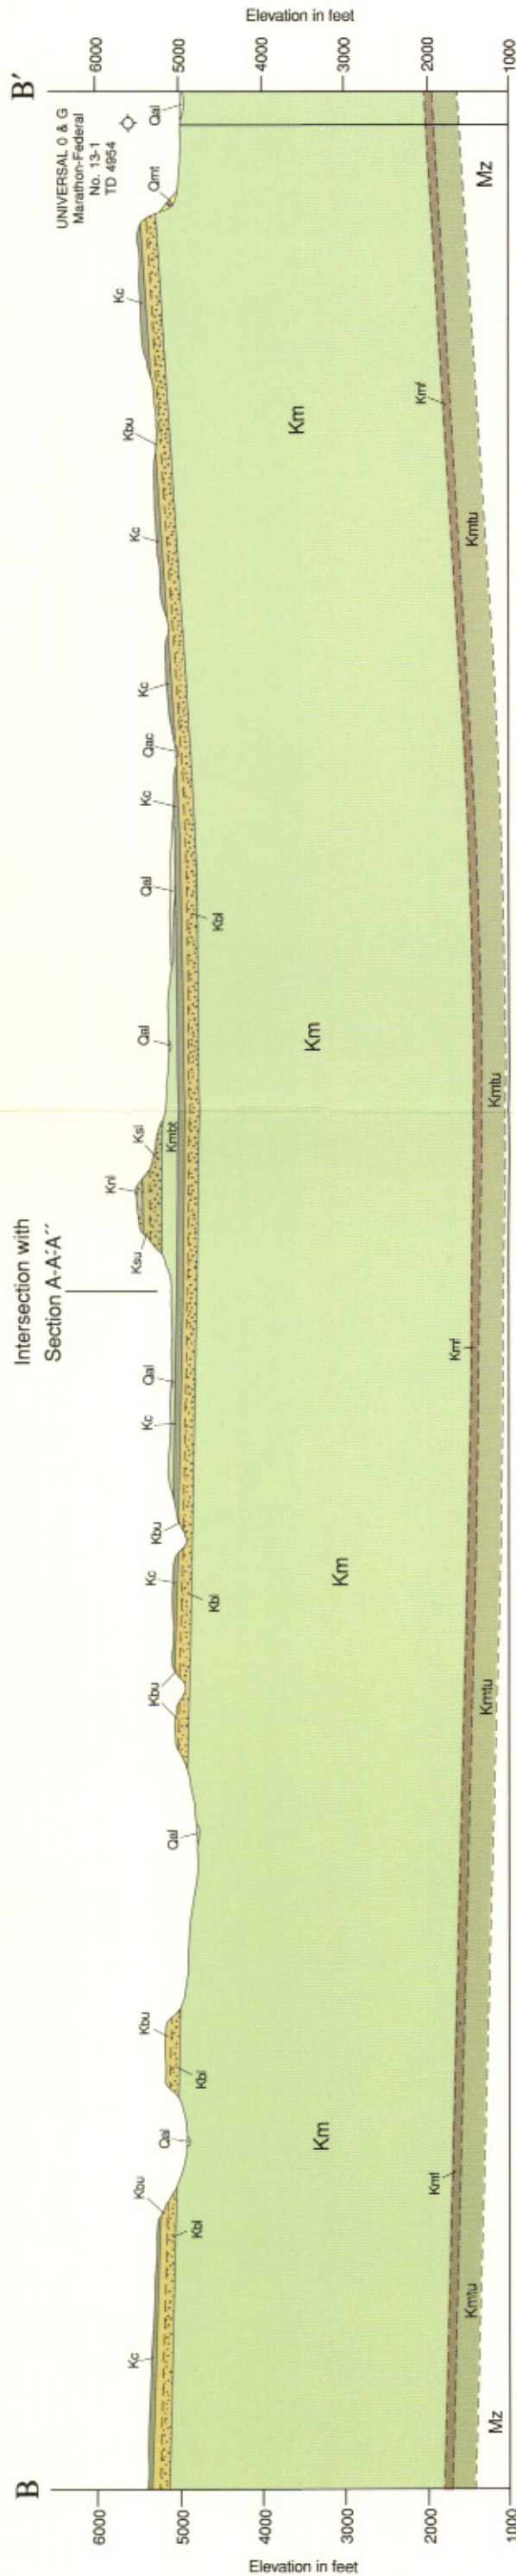 B
B′
Elevation in feet
6000
5000
4000
3000
2000
1000
Kc
Kbl
Kbu
Qal
Kbl
Kbu
Qal
Kbu
Kbl
Kc
Kbu
Kc
Qal
Intersection with
Section A-A′-A″
Ksu
Knl
Ksl
Kmbt
Qal
Kbl
Qal
Kc
Qac
Kc
Kc
Kbu
Kc
Qmt
Qal
UNIVERSAL O & G
Marathon-Federal
No. 13-1
TD 4954
Km
Km
Km
Km
Kmf
Kmf
Kmf
Mz
Kmtu
Kmtu
Kmtu
Kmtu
Mz
6000
5000
4000
3000
2000
1000
Elevation in feet